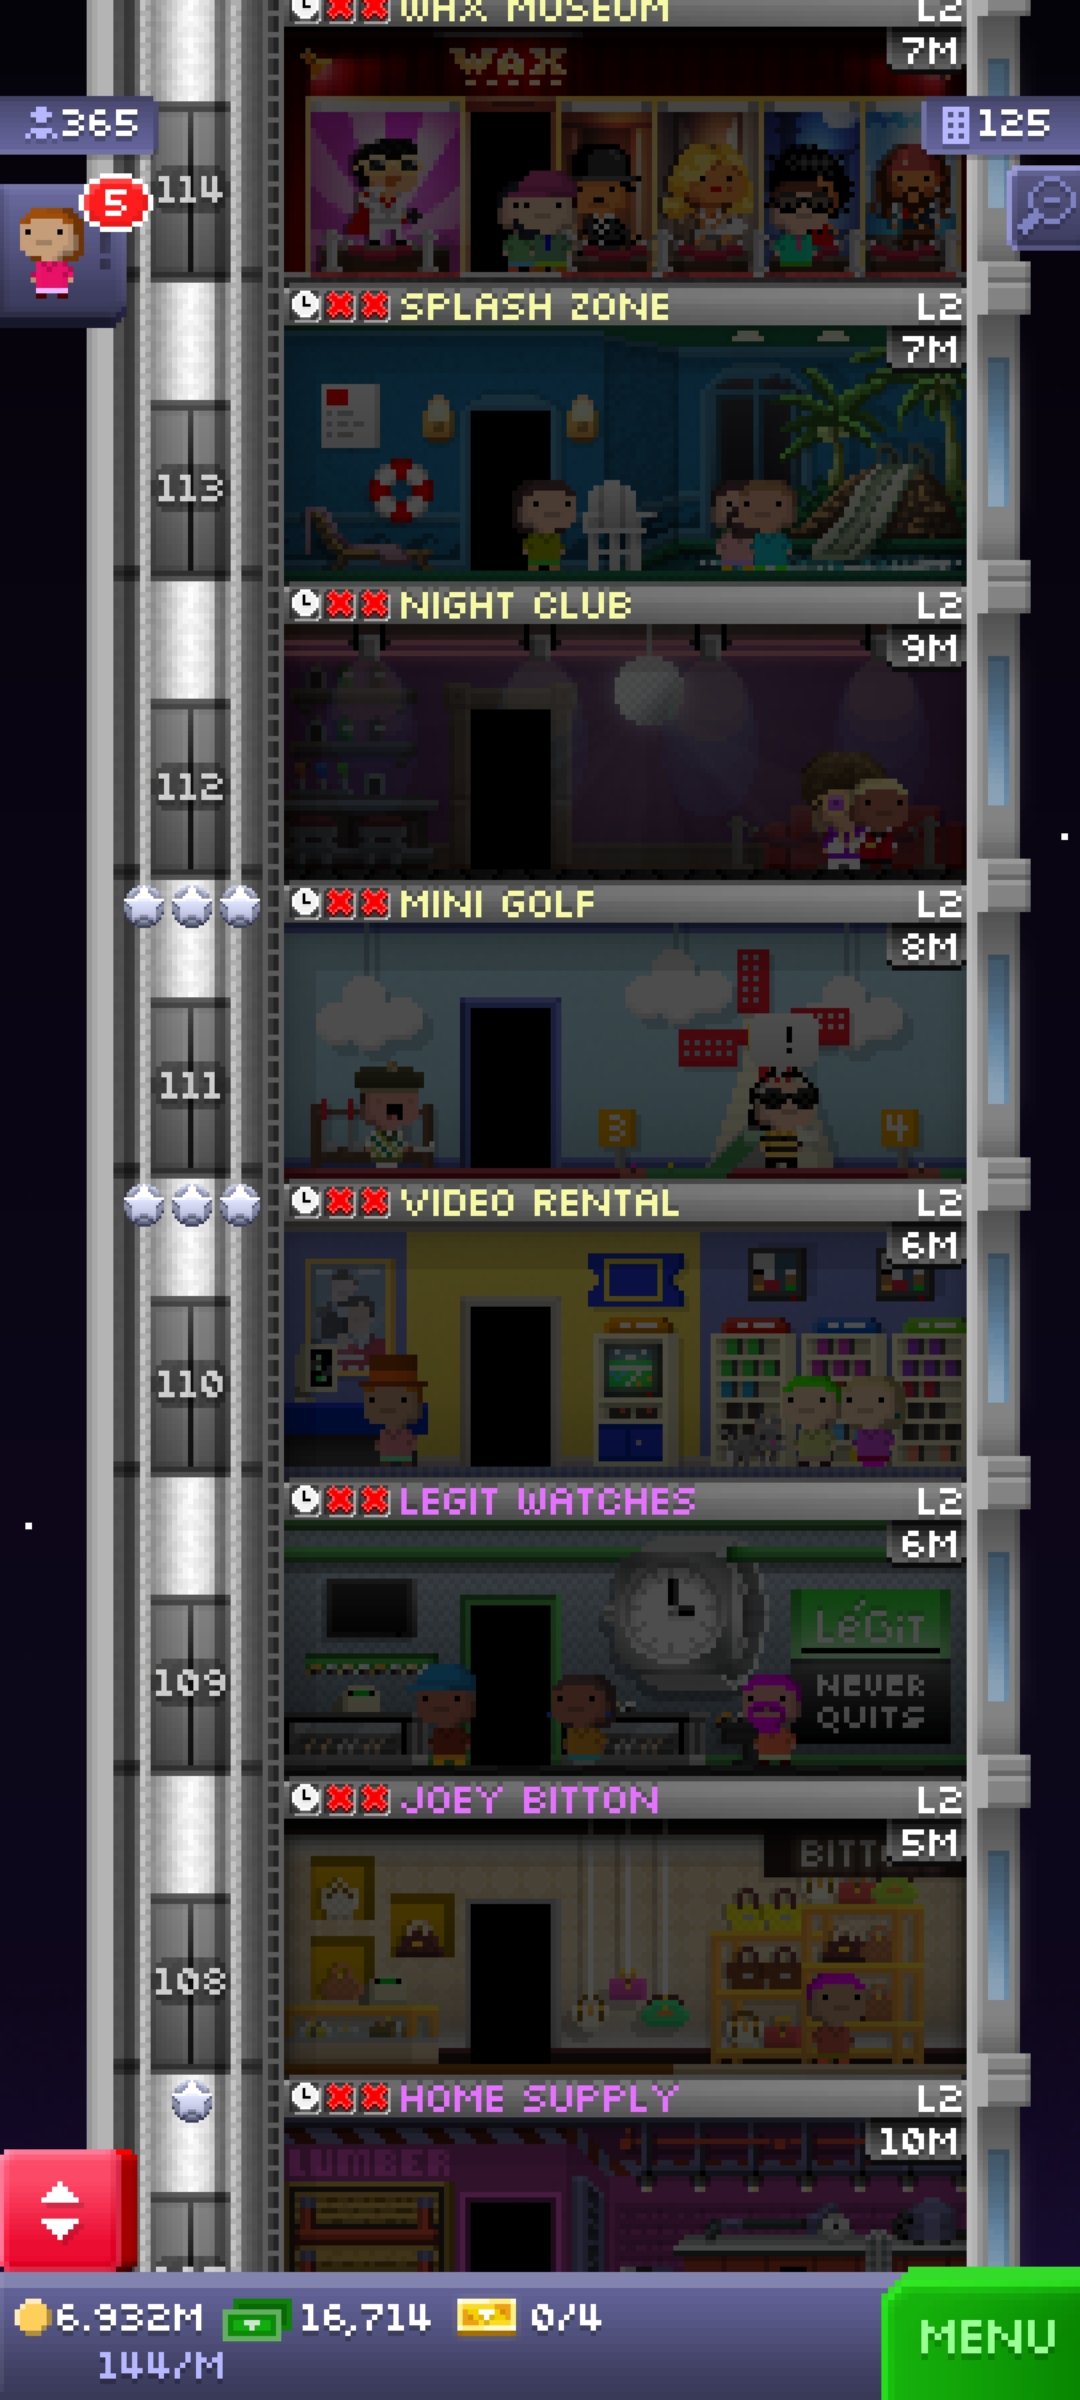 WAX MUSEUM L2
7M
WAX
365
125
5
114
SPLASH ZONE L2
7M
113
NIGHT CLUB L2
9M
112
MINI GOLF L2
8M
!
111
3
4
VIDEO RENTAL L2
6M
110
LEGIT WATCHES L2
6M
LéGiT
NEVER
QUITS
109
JOEY BITTON L2
5M
BITTO
108
HOME SUPPLY L2
10M
LUMBER
6.932M 16,714 0/4
144/M
MENU